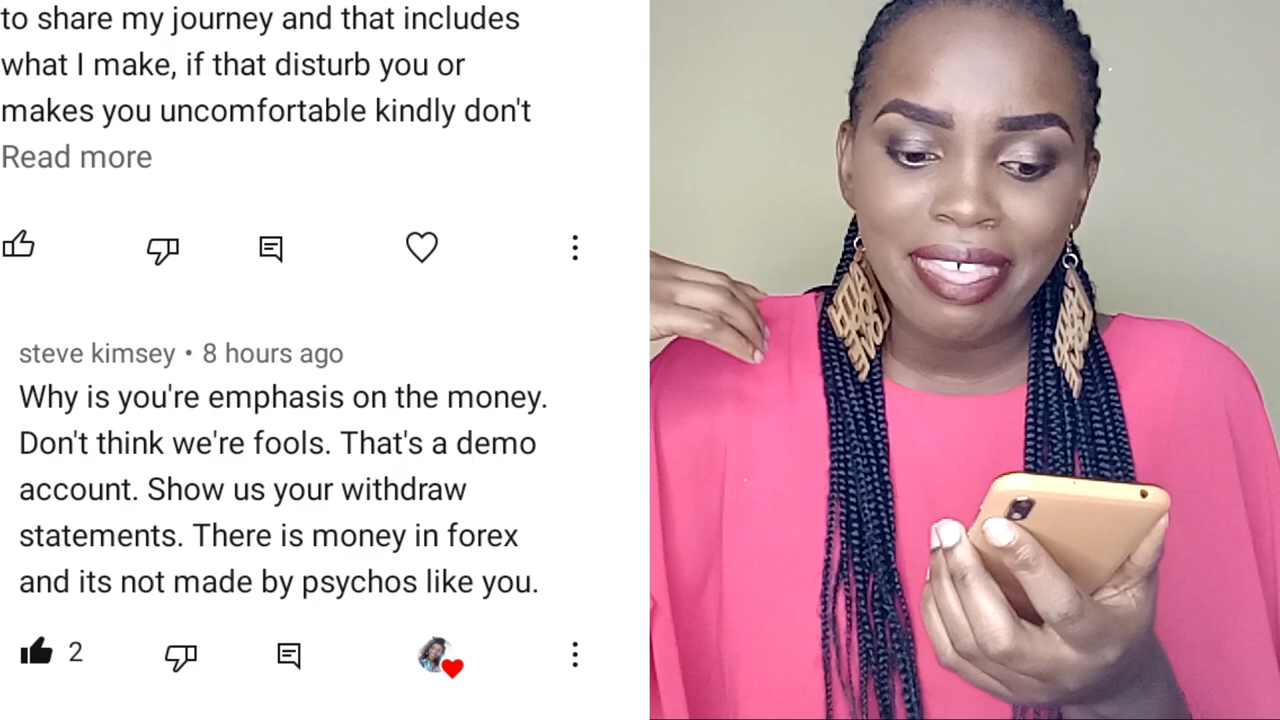 to share my journey and that includes
what I make, if that disturb you or
makes you uncomfortable kindly don't
Read more
steve kimsey • 8 hours ago
Why is you're emphasis on the money.
Don't think we're fools. That's a demo
account. Show us your withdraw
statements. There is money in forex
and its not made by psychos like you.
2